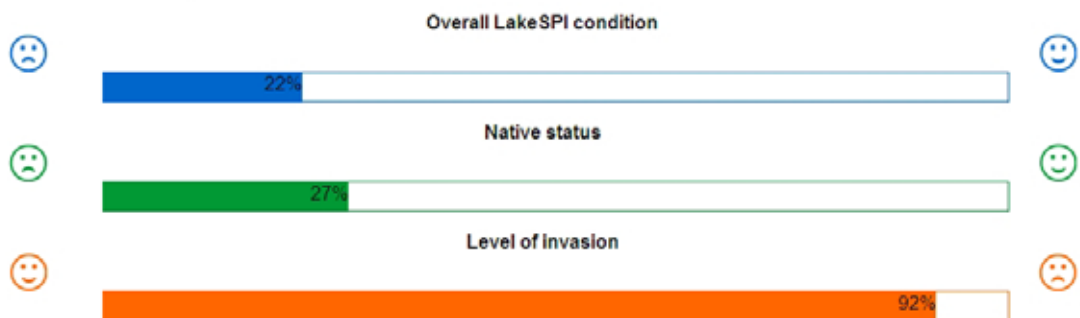 Overall LakeSPI condition
22%
Native status
27%
Level of invasion
92%